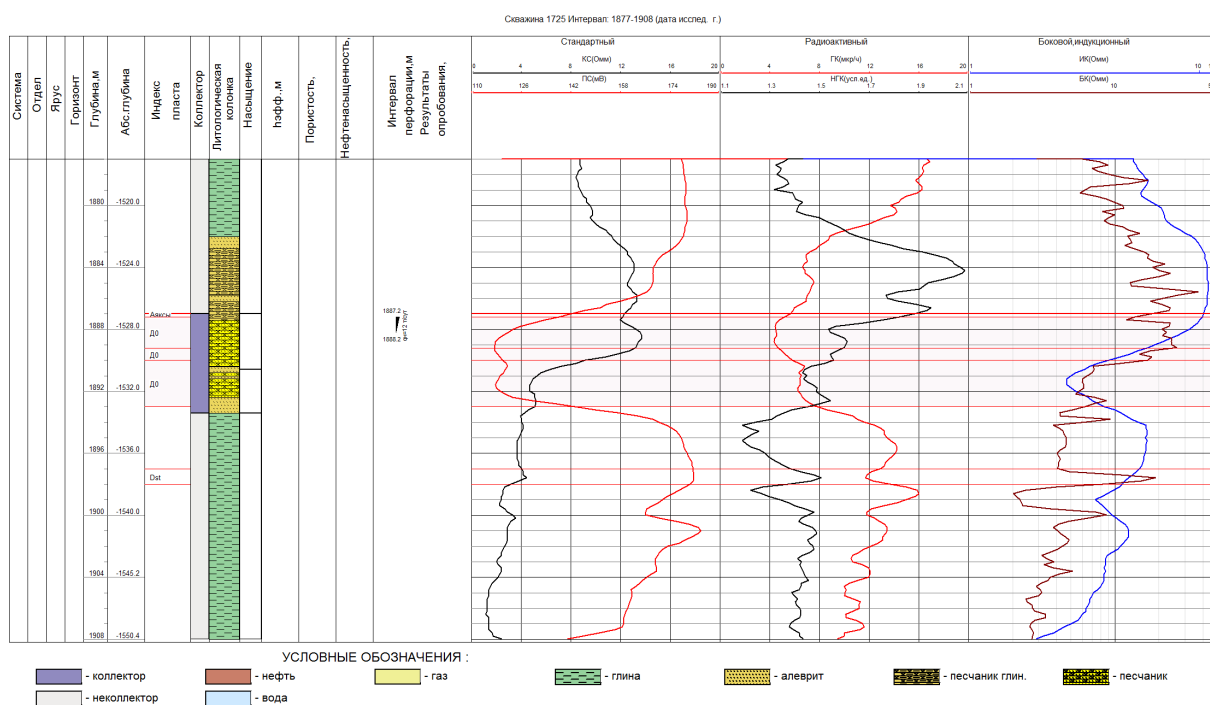 Скважина 1725 Интервал: 1877-1908 (дата исслед. г.)
Система
Отдел
Ярус
Горизонт
Глубина,м
Абс.глубина
Индекс
пласта
Коллектор
Литологическая
колонка
Насыщение
hэфф.,м
Пористость,
Нефтенасыщенность,
Интервал
перфорации,м
Результаты
опробования,
Стандартный
КС(Омм)
0 4 8 12 16 20
ПС(мВ)
110 126 142 158 174 190
Радиоактивный
ГК(мкр/ч)
0 4 8 12 16 20
НГК(усл.ед.)
1.1 1.3 1.5 1.7 1.9 2.1
Боковой,индукционный
ИК(Омм)
1 10 1
БК(Омм)
1 10 5
1880 -1520.0
1884 -1524.0
Аяксы
1887.2
1888 -1528.0 Д0
1888.2
Д0
1892 -1532.0 Д0
1896 -1536.0
Dst
1900 -1540.0
1904 -1545.2
1908 -1550.4
УСЛОВНЫЕ ОБОЗНАЧЕНИЯ :
- коллектор
- нефть
- газ
- глина
- алеврит
- песчаник глин.
- песчаник
- неколлектор
- вода